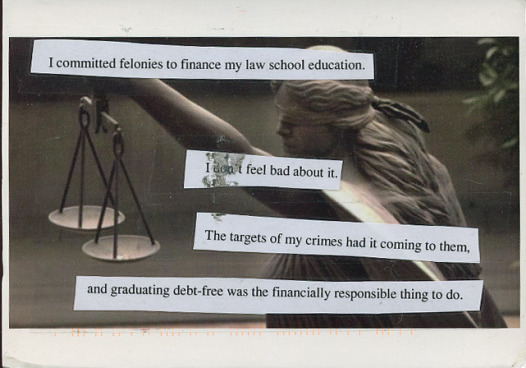 I committed felonies to finance my law school education.
I don't feel bad about it.
The targets of my crimes had it coming to them,
and graduating debt-free was the financially responsible thing to do.